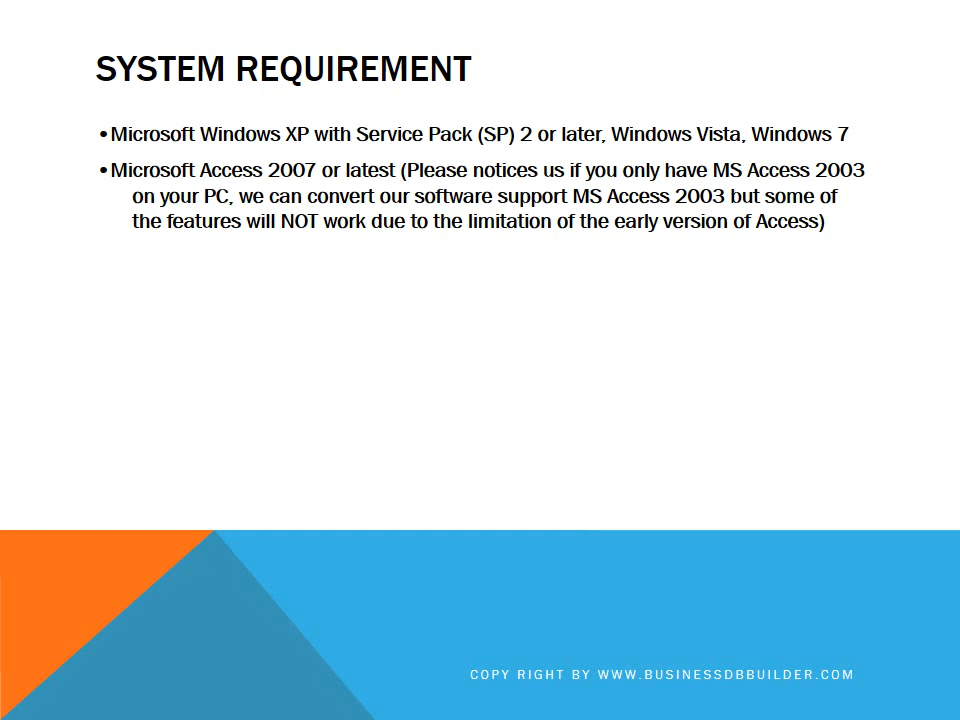 SYSTEM REQUIREMENT
•Microsoft Windows XP with Service Pack (SP) 2 or later, Windows Vista, Windows 7
•Microsoft Access 2007 or latest (Please notices us if you only have MS Access 2003
on your PC, we can convert our software support MS Access 2003 but some of
the features will NOT work due to the limitation of the early version of Access)
COPY RIGHT BY WWW.BUSINESSDBBUILDER.COM